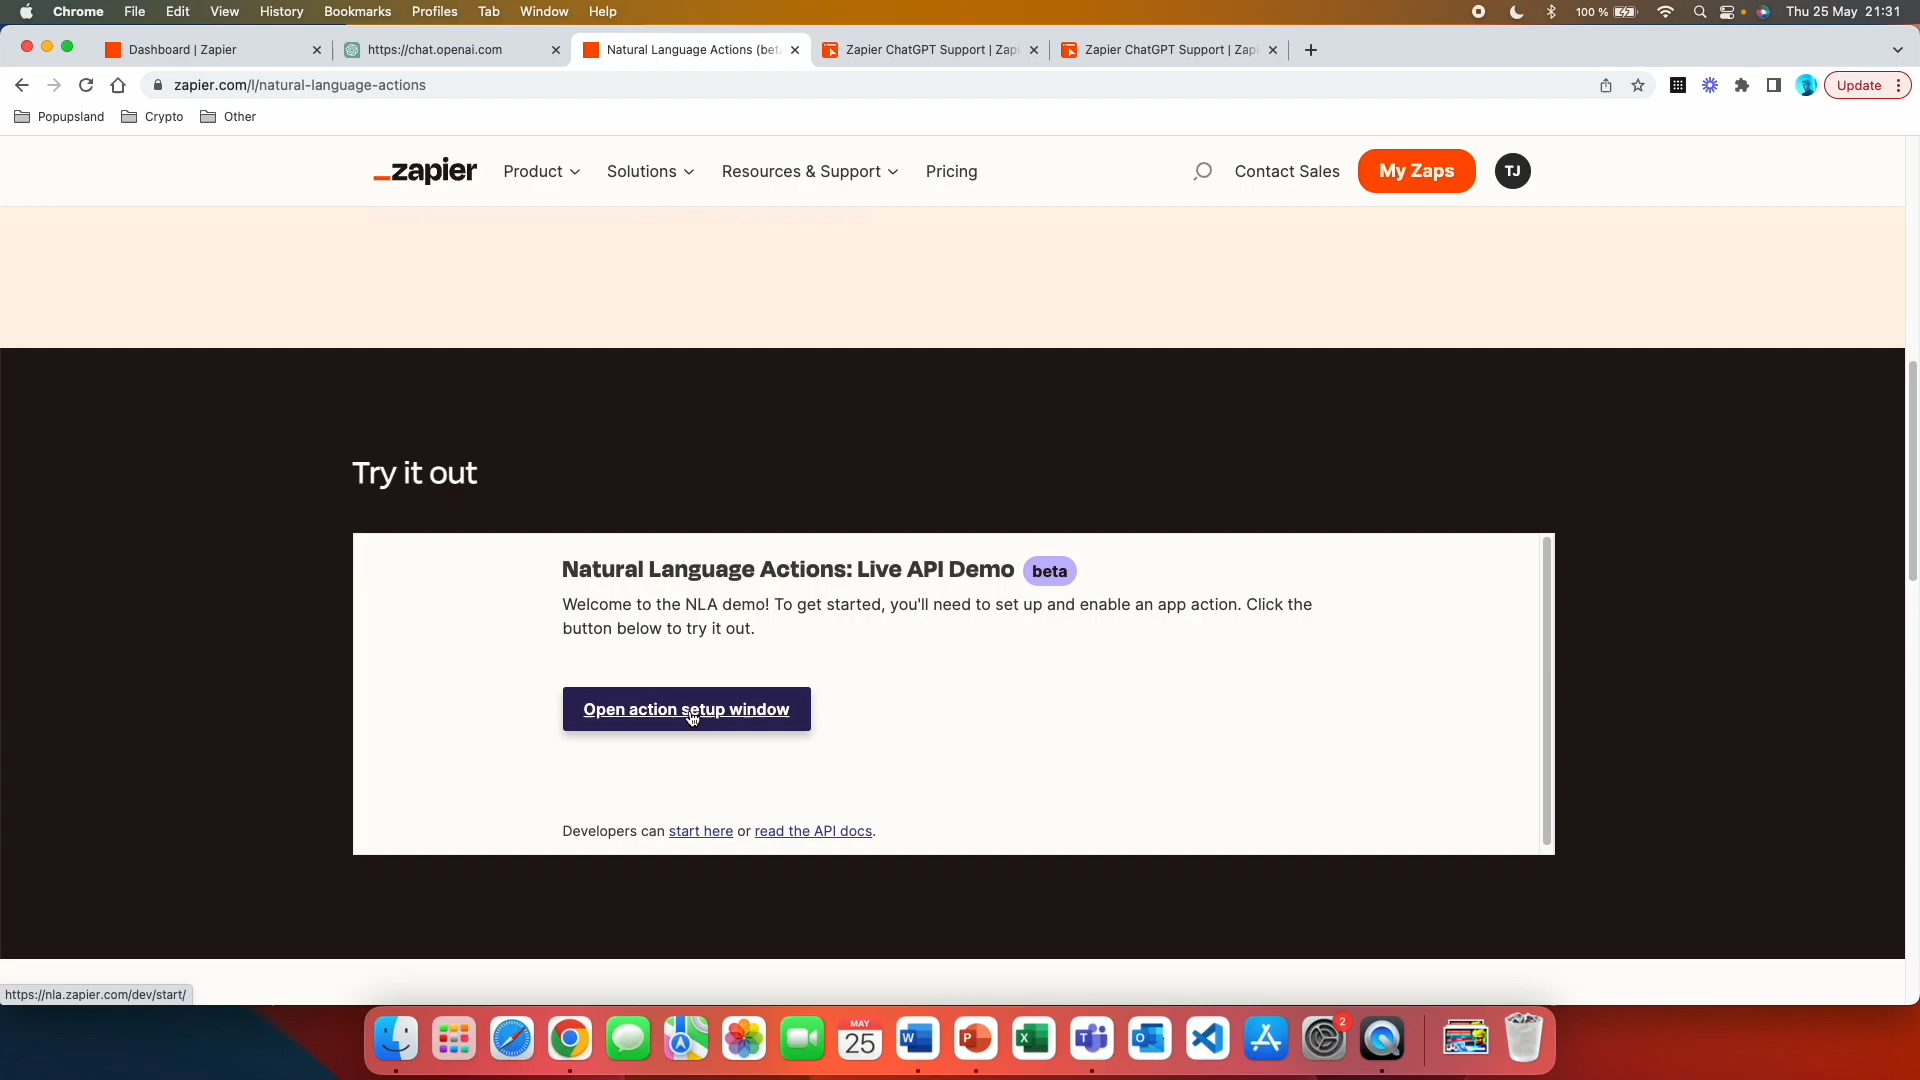 Chrome File Edit View History Bookmarks Profiles Tab Window Help 100 % Thu 25 May 21:31
Dashboard | Zapier https://chat.openai.com Natural Language Actions (bet Zapier ChatGPT Support | Zap Zapier ChatGPT Support | Zap
zapier.com/l/natural-language-actions Update
Popupsland Crypto Other
zapier Product Solutions Resources & Support Pricing Contact Sales My Zaps TJ
Try it out
Natural Language Actions: Live API Demo beta
Welcome to the NLA demo! To get started, you'll need to set up and enable an app action. Click the
button below to try it out.
Open action setup window
Developers can start here or read the API docs.
https://nla.zapier.com/dev/start/
MAY
25
W P X T O 2